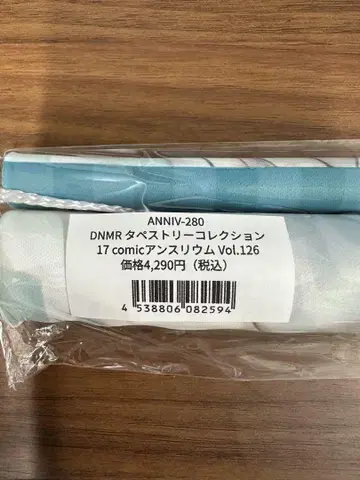 ANNIV-280
DNMR タペストリーコレクション
17 comicアンスリウム Vol.126
価格4,290円（税込）
4 538806 082594